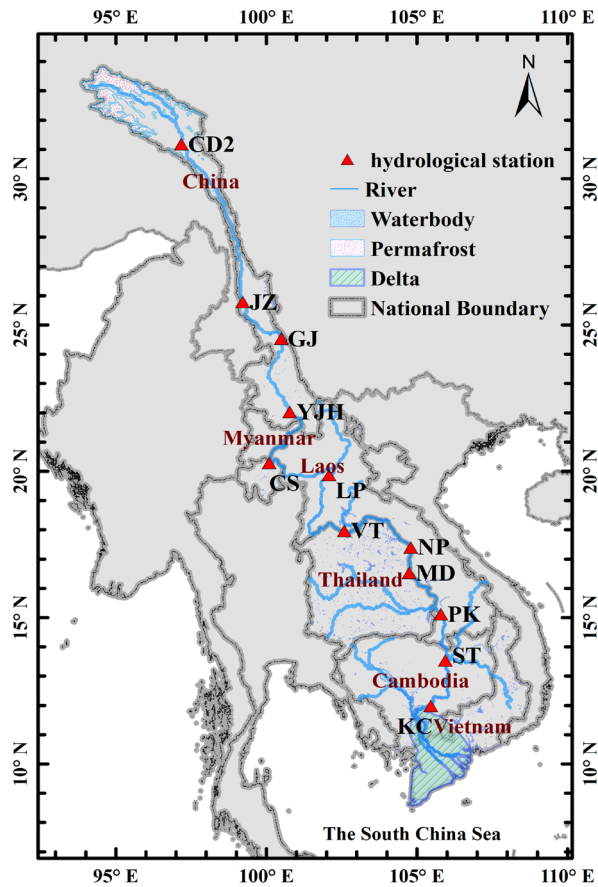 95° E 100° E 105° E 110° E
N
CD2
hydrological station
China
River
30° N 30° N
Waterbody
Permafrost
Delta
National Boundary
JZ
25° N 25° N
GJ
YJH
Myanmar
20° N 20° N
Laos
CS
LP
VT
NP
Thailand MD
15° N 15° N
PK
ST
Cambodia
KC Vietnam
10° N 10° N
The South China Sea
95° E 100° E 105° E 110° E